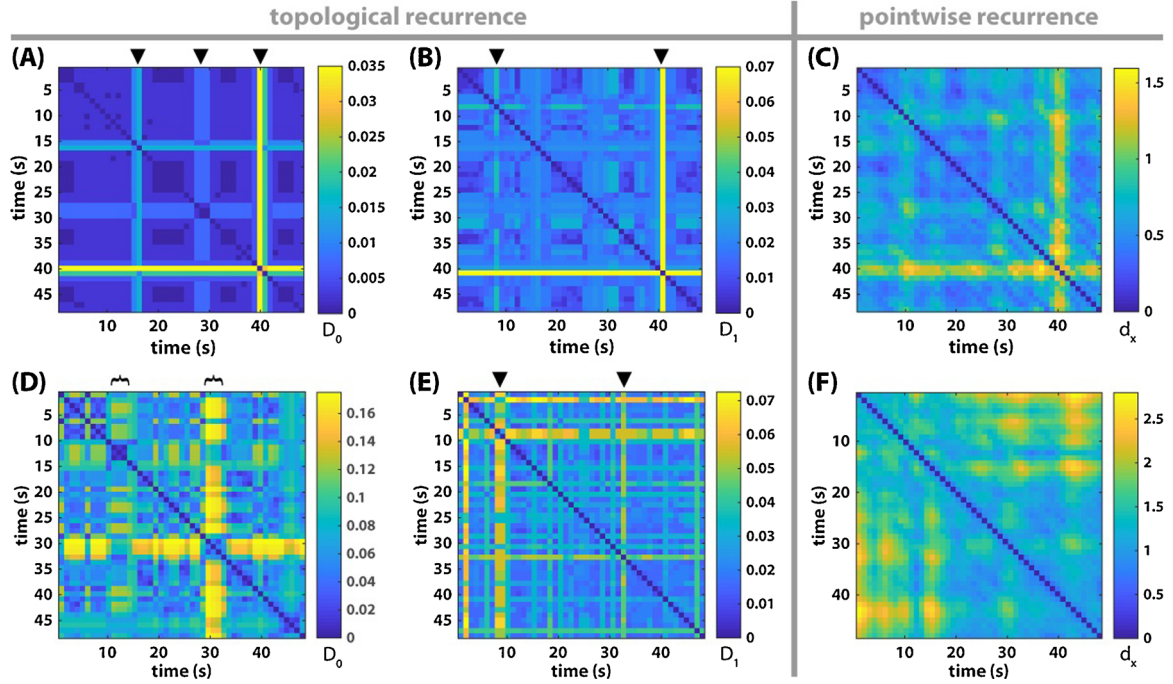 topological recurrence
pointwise recurrence
(A)
5
10
15
20
25
30
35
40
45
time (s)
10 20 30 40
time (s)
0.035
0.03
0.025
0.02
0.015
0.01
0.005
0
D0
(B)
5
10
15
20
25
30
35
40
45
time (s)
10 20 30 40
time (s)
0.07
0.06
0.05
0.04
0.03
0.02
0.01
0
D1
(C)
5
10
15
20
25
30
35
40
45
time (s)
10 20 30 40
time (s)
1.5
1
0.5
0
dx
(D)
5
10
15
20
25
30
35
40
45
time (s)
10 20 30 40
time (s)
0.16
0.14
0.12
0.10
0.08
0.06
0.04
0.02
0
D0
(E)
5
10
15
20
25
30
35
40
45
time (s)
10 20 30 40
time (s)
0.07
0.06
0.05
0.04
0.03
0.02
0.01
0
D1
(F)
10
20
30
40
time (s)
10 20 30 40
time (s)
2.5
2
1.5
1
0.5
0
dx